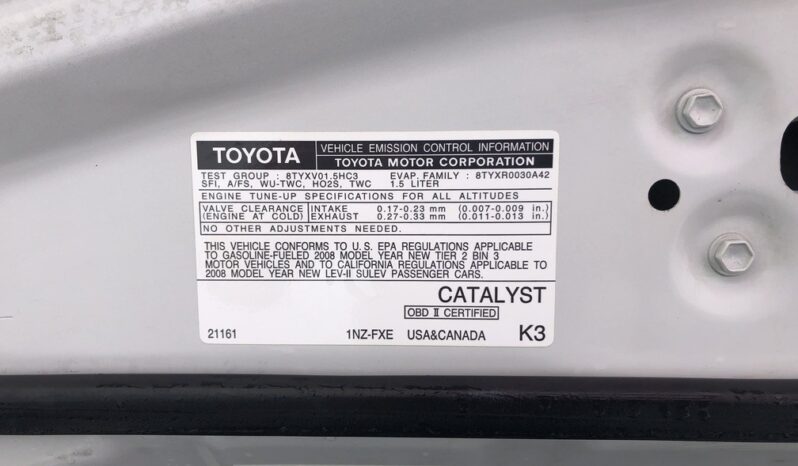 TOYOTA
VEHICLE EMISSION CONTROL INFORMATION
TOYOTA MOTOR CORPORATION
TEST GROUP : 8TYXV01.5HC3 EVAP. FAMILY : 8TYXR0030A42
SFI, A/FS, WU-TWC, HO2S, TWC 1.5 LITER
ENGINE TUNE-UP SPECIFICATIONS FOR ALL ALTITUDES
VALVE CLEARANCE INTAKE 0.17-0.23 mm (0.007-0.009 in.)
(ENGINE AT COLD) EXHAUST 0.27-0.33 mm (0.011-0.013 in.)
NO OTHER ADJUSTMENTS NEEDED.
THIS VEHICLE CONFORMS TO U.S. EPA REGULATIONS APPLICABLE
TO GASOLINE-FUELED 2008 MODEL YEAR NEW TIER 2 BIN 3
MOTOR VEHICLES AND TO CALIFORNIA REGULATIONS APPLICABLE TO
2008 MODEL YEAR NEW LEV-II SULEV PASSENGER CARS.
CATALYST
OBD II CERTIFIED
21161 1NZ-FXE USA&CANADA K3